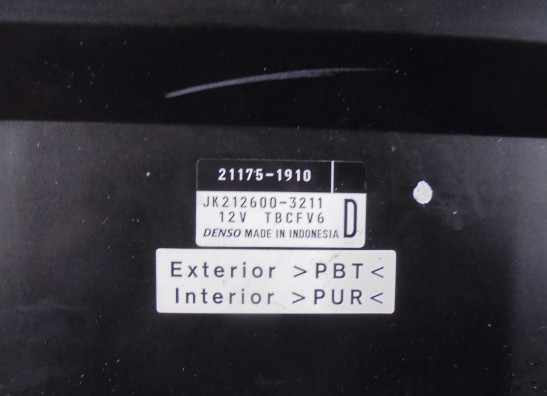 21175-1910
JK212600-3211
12V TBCFV6 D
DENSO MADE IN INDONESIA
Exterior >PBT<
Interior >PUR<